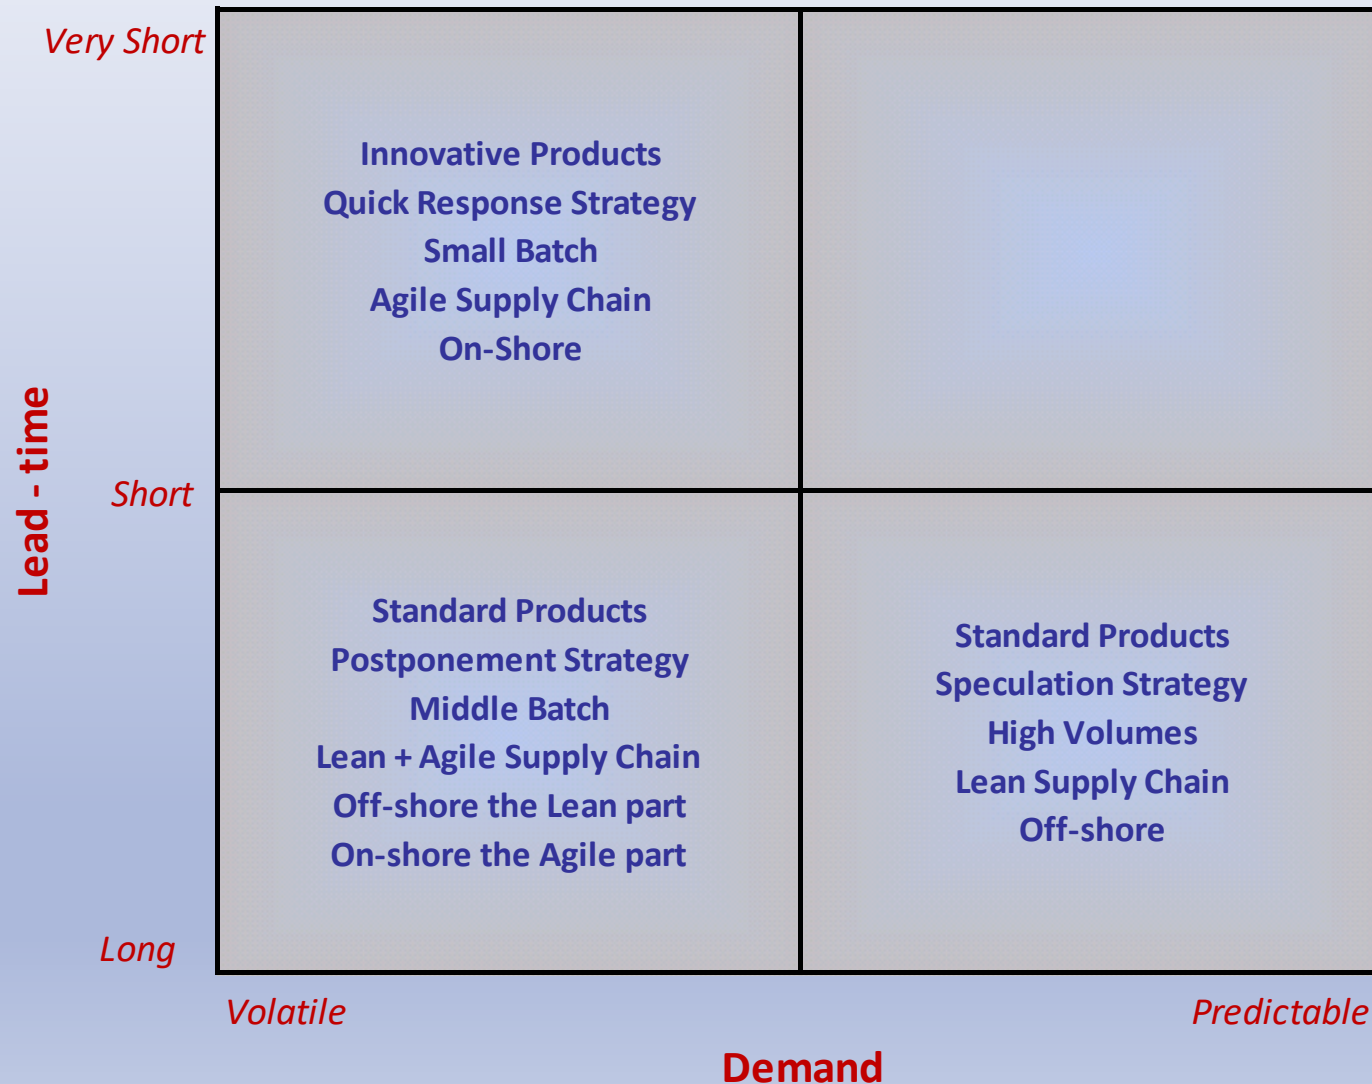 Very Short
Innovative Products
Quick Response Strategy
Small Batch
Agile Supply Chain
On-Shore
Lead - time
Short
Standard Products
Postponement Strategy
Middle Batch
Lean + Agile Supply Chain
Off-shore the Lean part
On-shore the Agile part
Standard Products
Speculation Strategy
High Volumes
Lean Supply Chain
Off-shore
Long
Volatile
Predictable
Demand